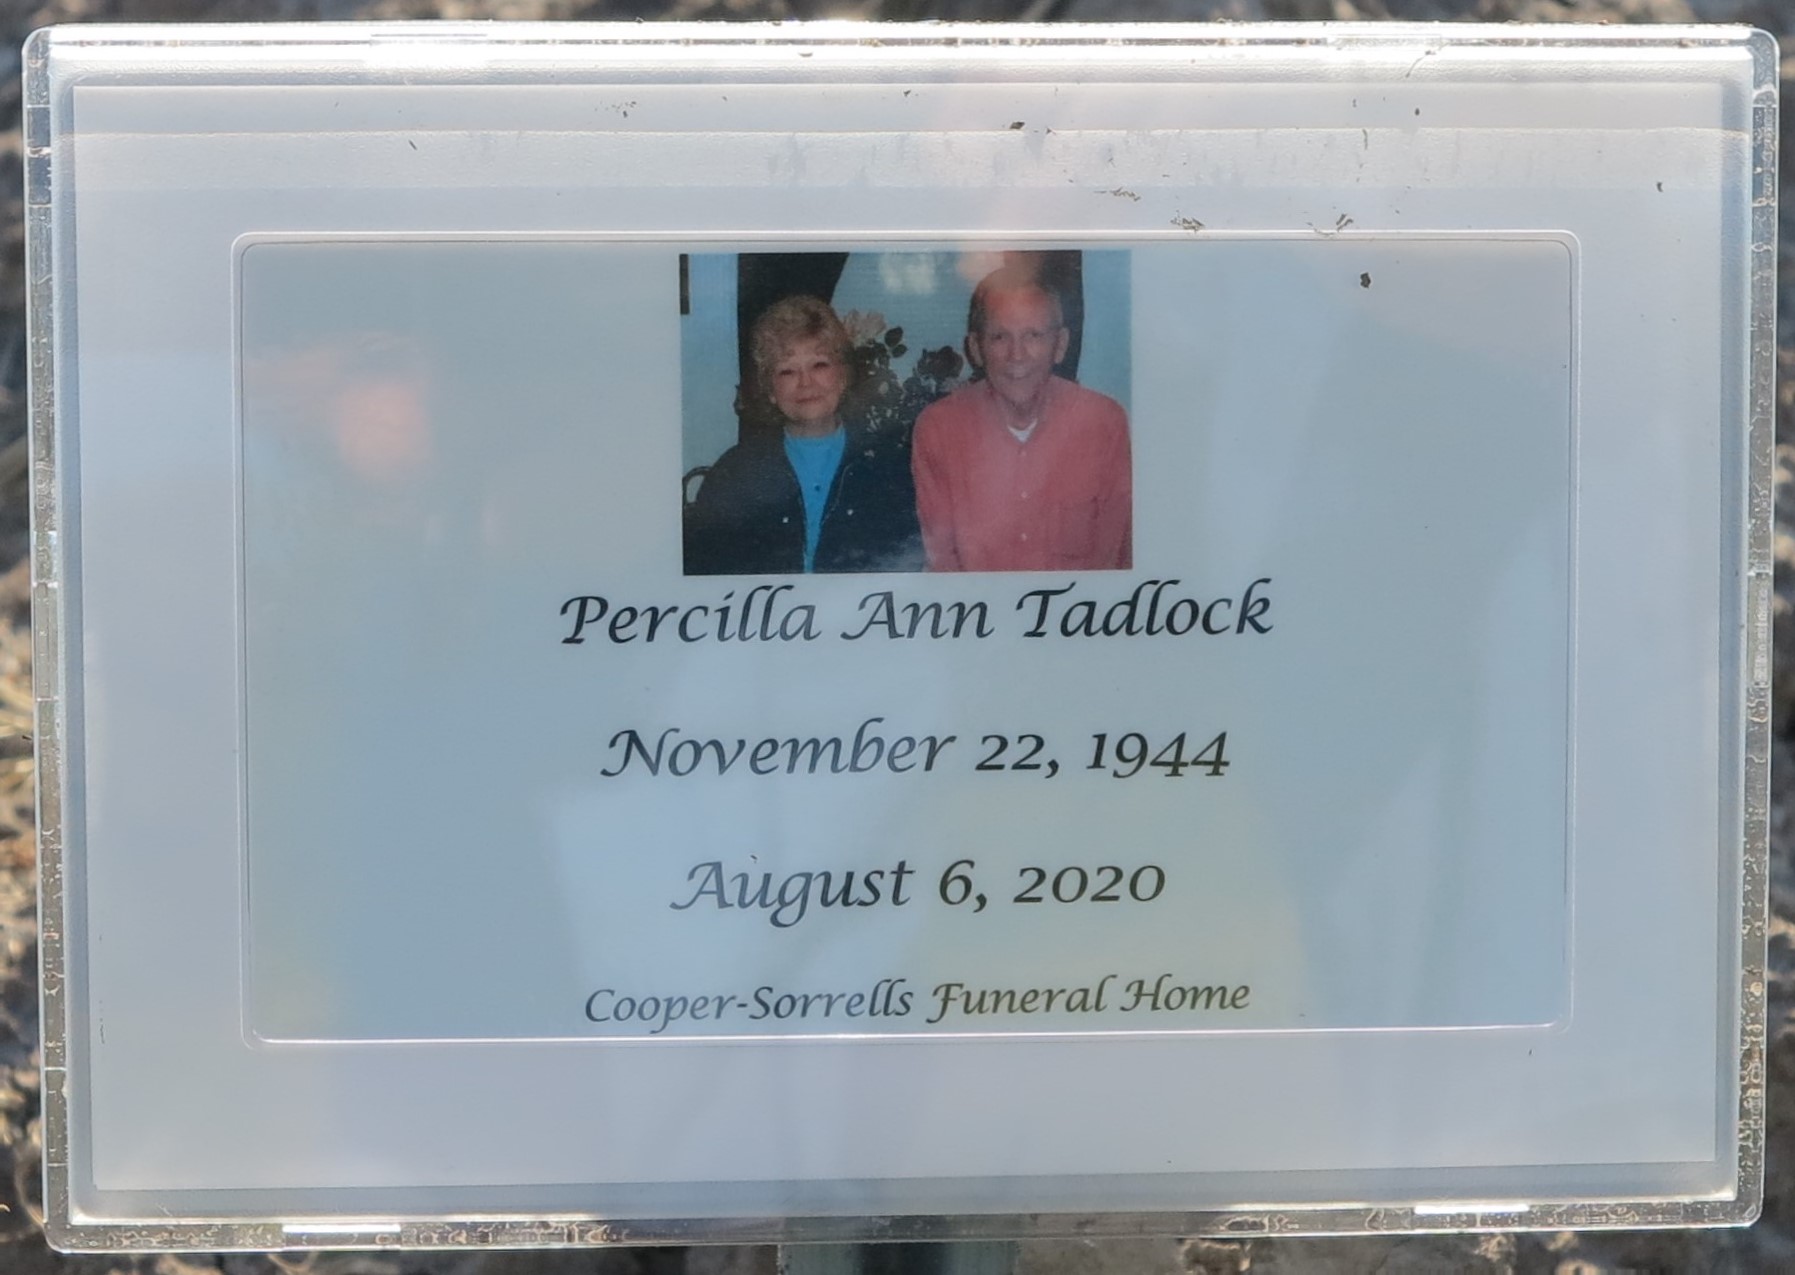 Percilla Ann Tadlock
November 22, 1944
August 6, 2020
Cooper-Sorrells Funeral Home